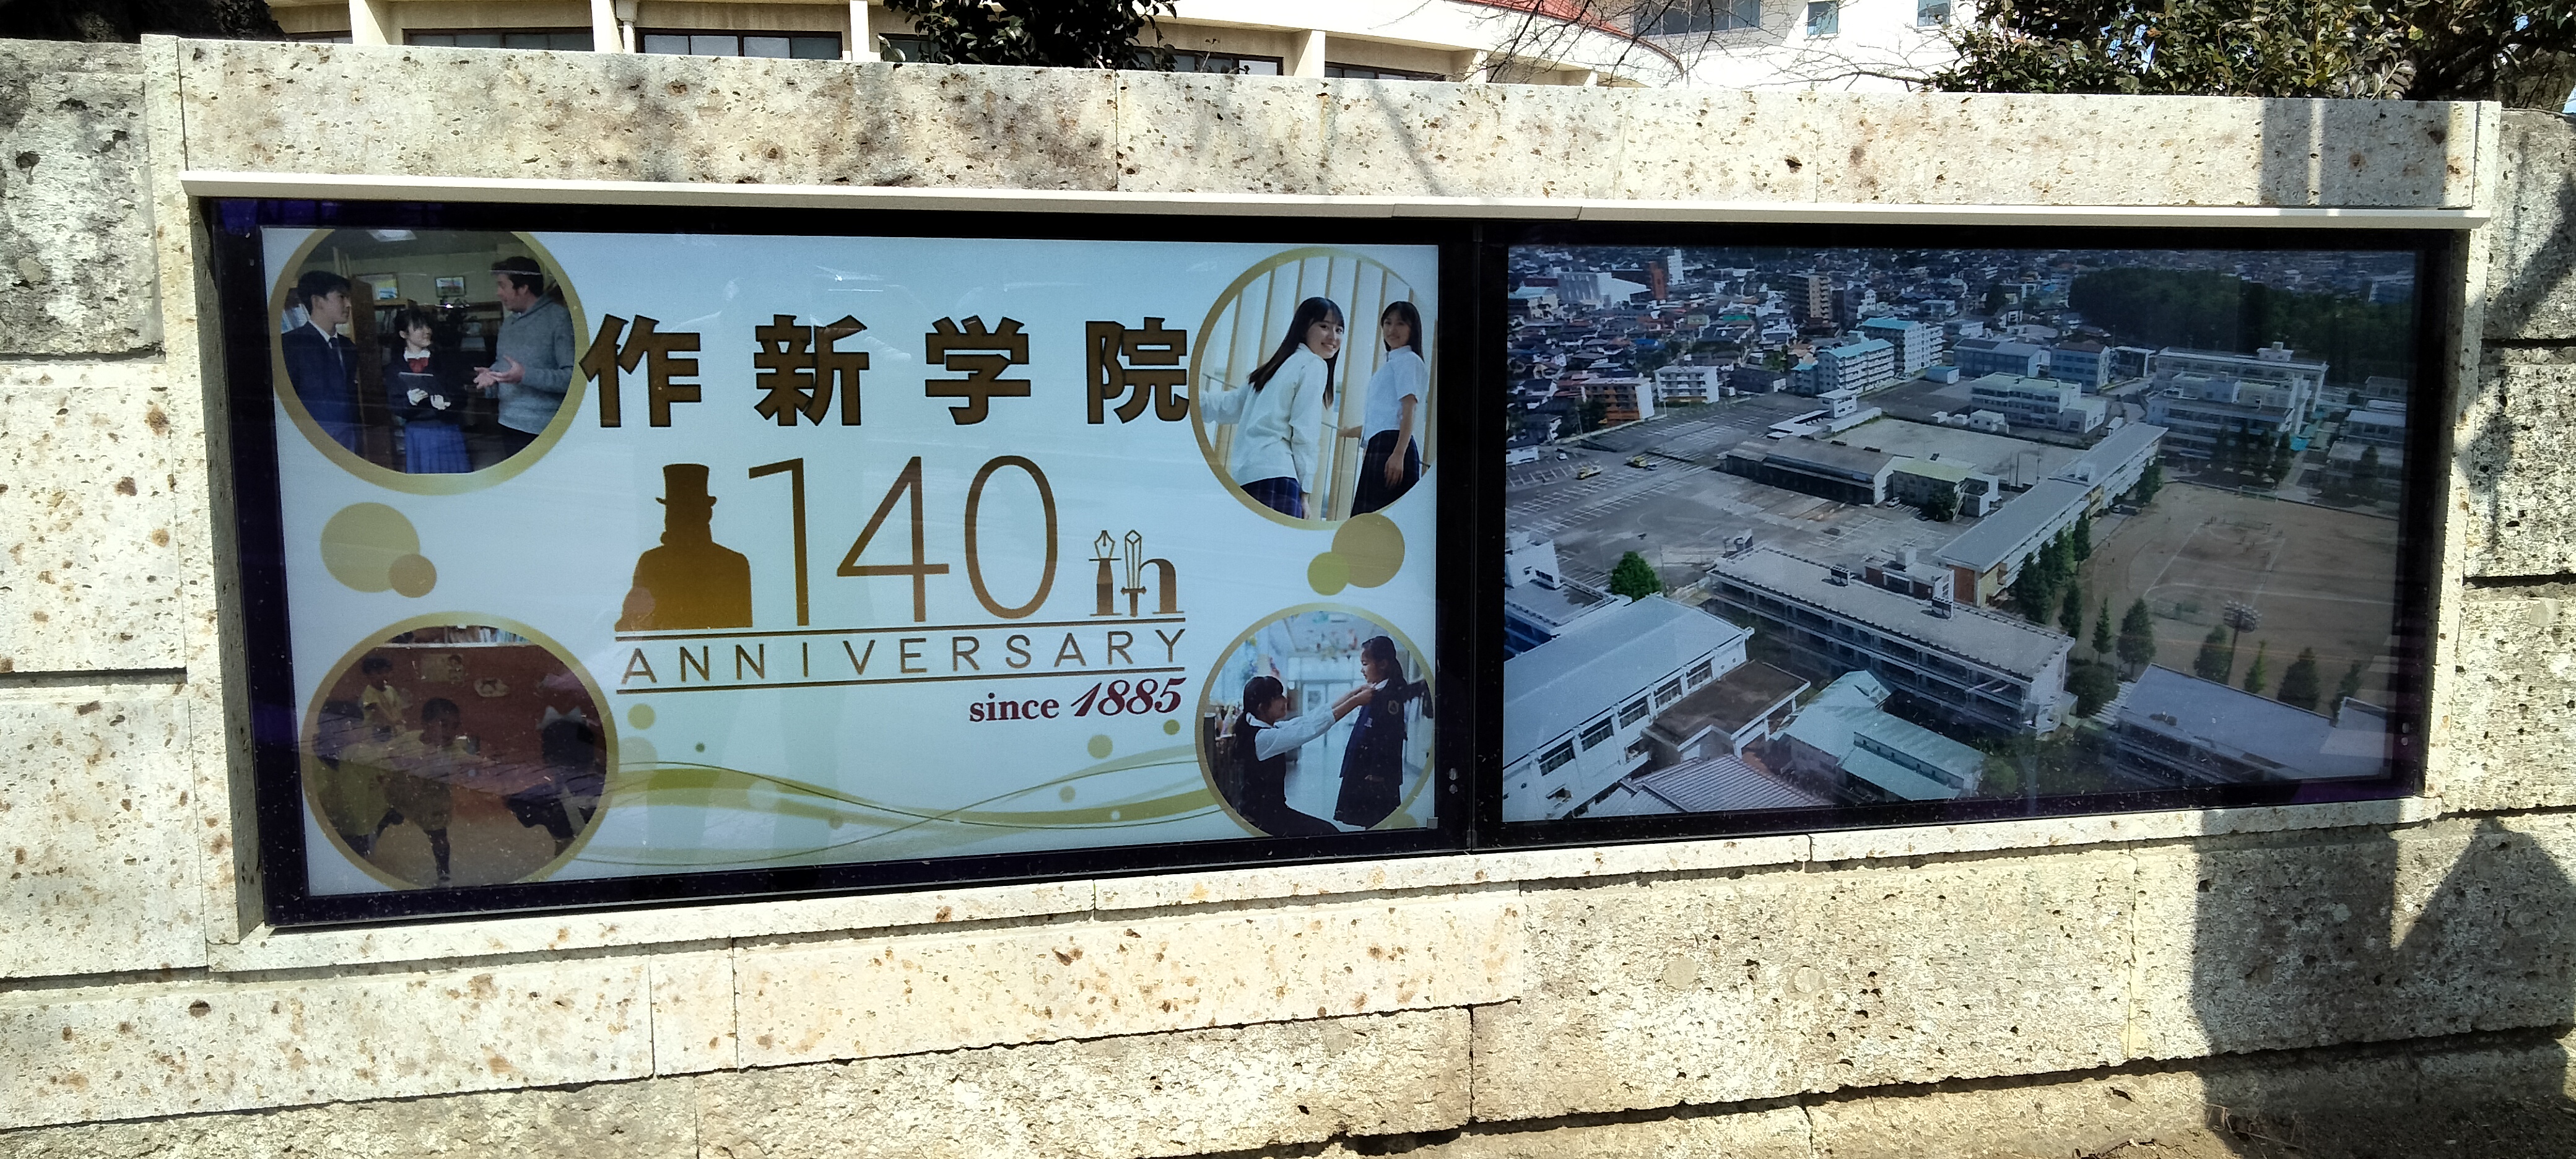 作新学院
140th
ANNIVERSARY
since 1885